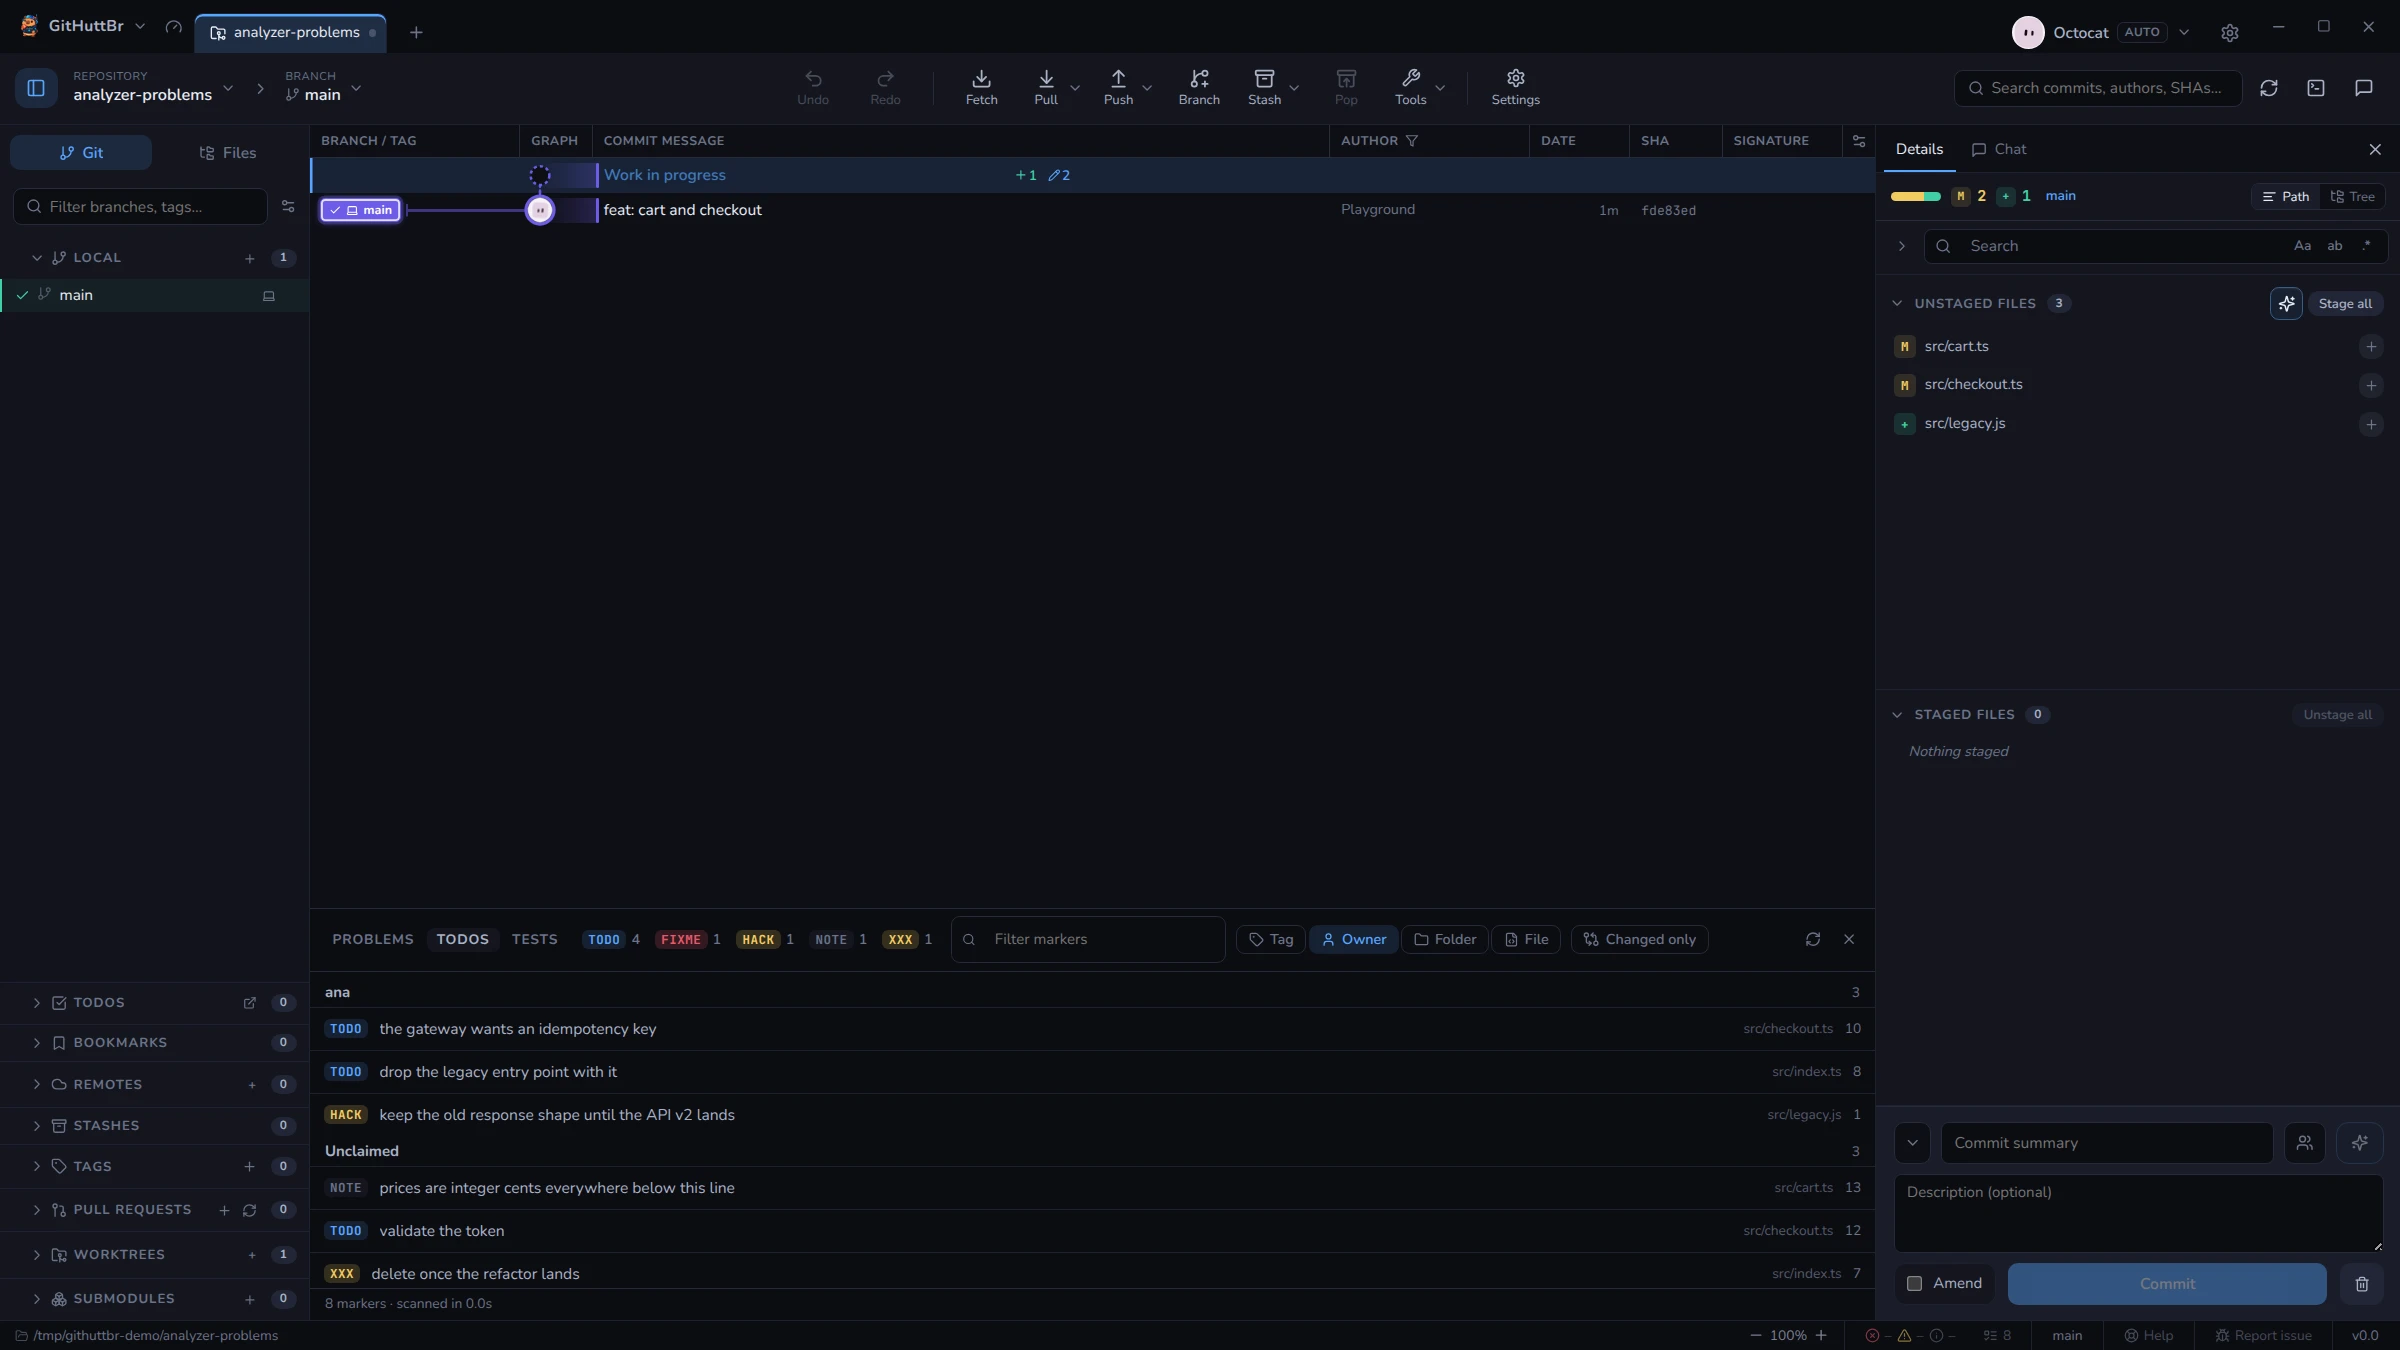 GitHuttBr
analyzer-problems
Octocat AUTO
REPOSITORY
analyzer-problems
BRANCH
main
Undo
Redo
Fetch
Pull
Push
Branch
Stash
Pop
Tools
Settings
Search commits, authors, SHAs...
Git
Files
Filter branches, tags...
LOCAL 1
main
BRANCH / TAG
GRAPH
COMMIT MESSAGE
AUTHOR
DATE
SHA
SIGNATURE
Work in progress +1 2
main feat: cart and checkout Playground 1m fde83ed
Details
Chat
M 2 + 1 main
Path
Tree
Search Aa ab .*
UNSTAGED FILES 3
Stage all
M src/cart.ts
M src/checkout.ts
+ src/legacy.js
STAGED FILES 0
Unstage all
Nothing staged
PROBLEMS TODOS TESTS TODO 4 FIXME 1 HACK 1 NOTE 1 XXX 1 Filter markers Tag Owner Folder File Changed only
ana 3
TODO the gateway wants an idempotency key src/checkout.ts 10
TODO drop the legacy entry point with it src/index.ts 8
HACK keep the old response shape until the API v2 lands src/legacy.js 1
Unclaimed 3
NOTE prices are integer cents everywhere below this line src/cart.ts 13
TODO validate the token src/checkout.ts 12
XXX delete once the refactor lands src/index.ts 7
8 markers · scanned in 0.0s
TODOS 0
BOOKMARKS 0
REMOTES 0
STASHES 0
TAGS 0
PULL REQUESTS 0
WORKTREES 1
SUBMODULES 0
Commit summary
Description (optional)
Amend
Commit
/tmp/githuttbr-demo/analyzer-problems
100%
– – –
8
main
Help
Report issue
v0.0